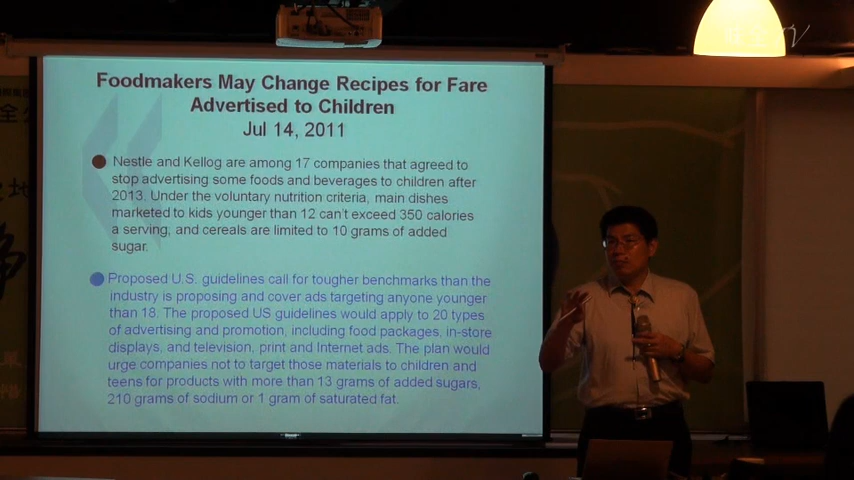 Foodmakers May Change Recipes for Fare
Advertised to Children
Jul 14, 2011
Nestle and Kellog are among 17 companies that agreed to
stop advertising some foods and beverages to children after
2013. Under the voluntary nutrition criteria, main dishes
marketed to kids younger than 12 can't exceed 350 calories
a serving, and cereals are limited to 10 grams of added
sugar.
Proposed U.S. guidelines call for tougher benchmarks than the
industry is proposing and cover ads targeting anyone younger
than 18. The proposed US guidelines would apply to 20 types
of advertising and promotion, including food packages, in-store
displays, and television, print and Internet ads. The plan would
urge companies not to target those materials to children and
teens for products with more than 13 grams of added sugars,
210 grams of sodium or 1 gram of saturated fat.